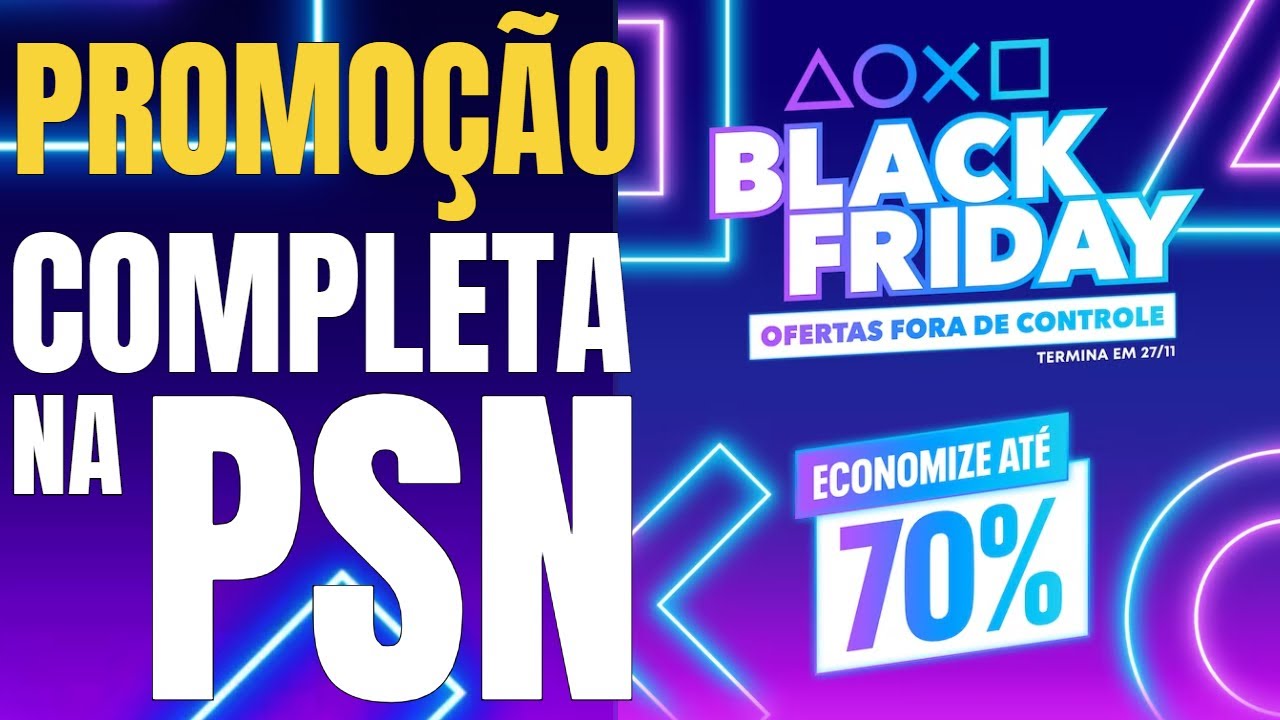 PROMOÇÃO
COMPLETA
NA PSN
BLACK
FRIDAY
OFERTAS FORA DE CONTROLE
TERMINA EM 27/11
ECONOMIZE ATÉ
70%